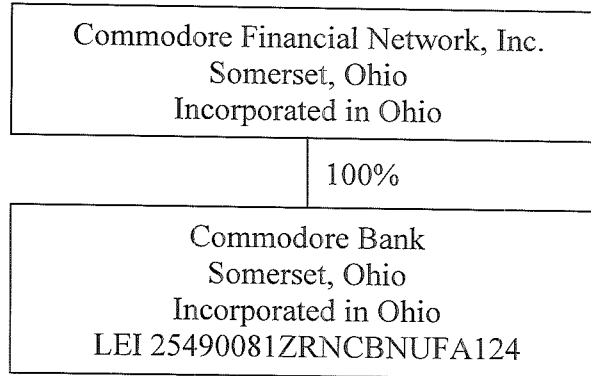 Commodore Financial Network, Inc.
Somerset, Ohio
Incorporated in Ohio
100%
Commodore Bank
Somerset, Ohio
Incorporated in Ohio
LEI 25490081ZRNCBNUFA124